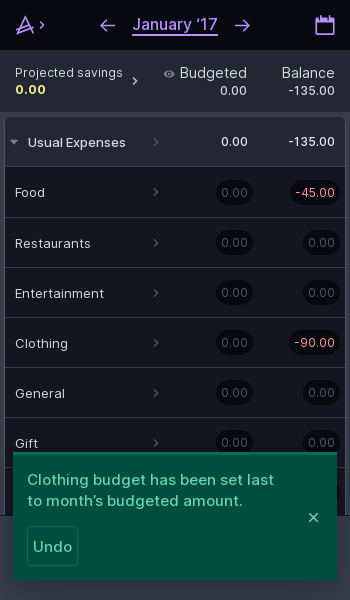 January ‘17
Projected savings
0.00
Budgeted
0.00
Balance
-135.00
Usual Expenses 0.00 -135.00
Food 0.00 -45.00
Restaurants 0.00 0.00
Entertainment 0.00 0.00
Clothing 0.00 -90.00
General 0.00 0.00
Gift 0.00 0.00
Clothing budget has been set last
to month’s budgeted amount.
Undo